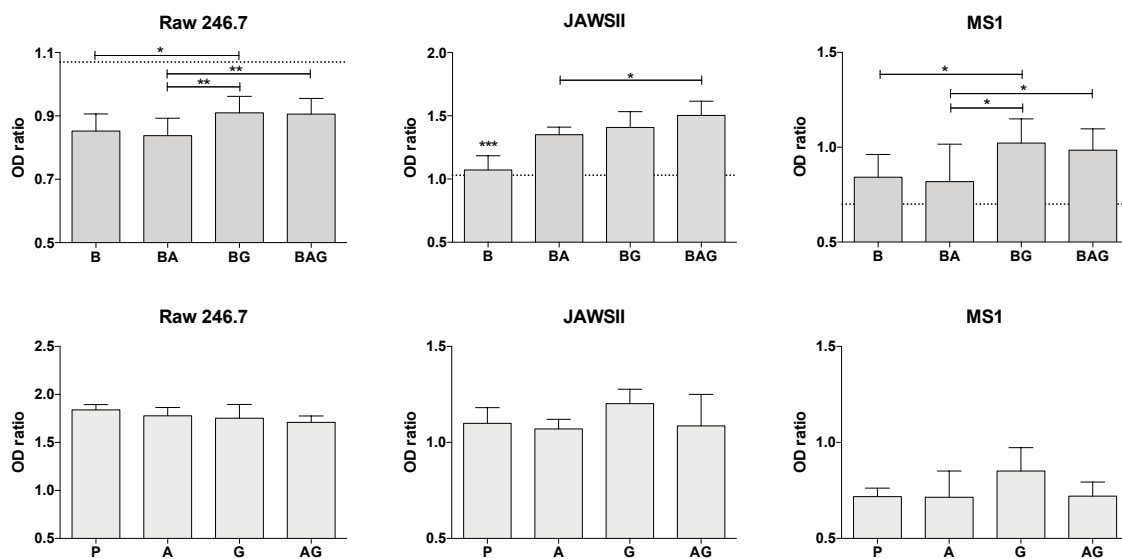 Raw 246.7
OD ratio
1.1
0.9
0.7
0.5
*
**
**
B BA BG BAG
JAWSII
OD ratio
2.0
1.5
1.0
0.5
***
*
B BA BG BAG
MS1
OD ratio
1.5
1.0
0.5
*
*
*
B BA BG BAG
Raw 246.7
OD ratio
2.5
2.0
1.5
1.0
0.5
P A G AG
JAWSII
OD ratio
1.5
1.0
0.5
P A G AG
MS1
OD ratio
1.5
1.0
0.5
P A G AG